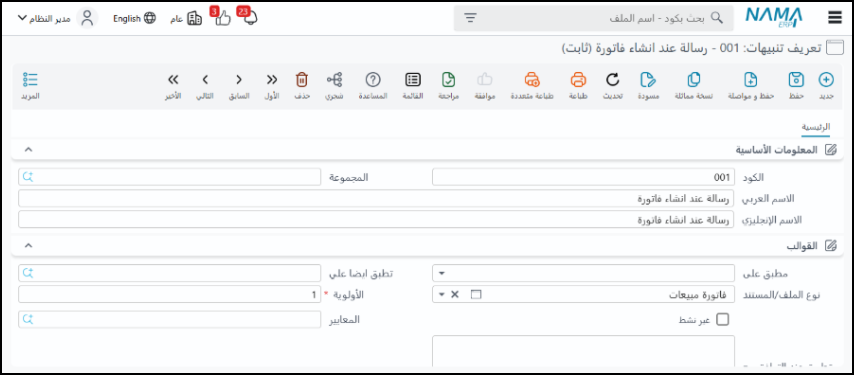 NAMA ERP
بحث بكود - اسم الملف
23 3 عام English مدير النظام
تعريف تنبيهات: 001 - رسالة عند انشاء فاتورة (ثابت)
جديد حفظ حفظ و مواصلة نسخة مماثلة مسودة تحديث طباعة طباعة متعددة موافقة مراجعة القائمة المساعدة شجري حذف الأول السابق التالي الأخير المزيد
الرئيسية
المعلومات الأساسية
الكود 001 المجموعة
الاسم العربي رسالة عند انشاء فاتورة
الاسم الإنجليزي رسالة عند انشاء فاتورة
القوالب
مطبق على تطبق ايضا علي
نوع الملف/المستند فاتورة مبيعات الأولوية * 1
غير نشط المعايير